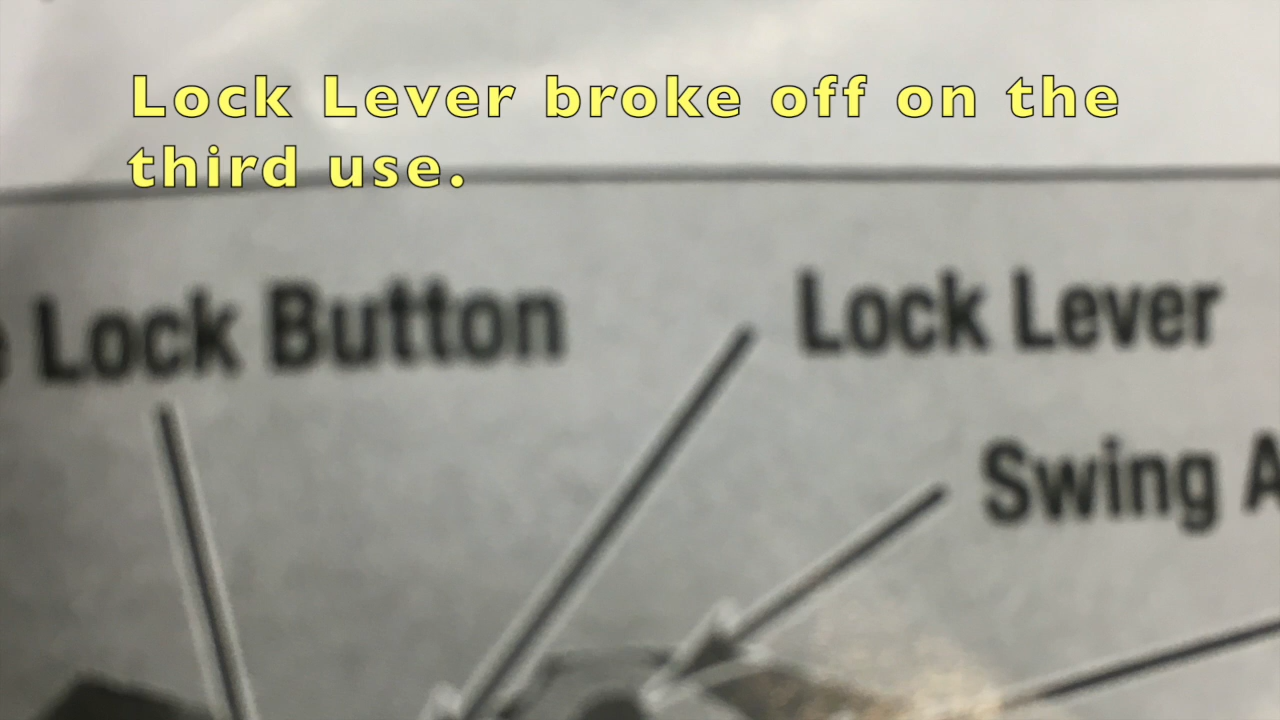 Lock Lever broke off on the
third use.
Lock Button
Lock Lever
Swing